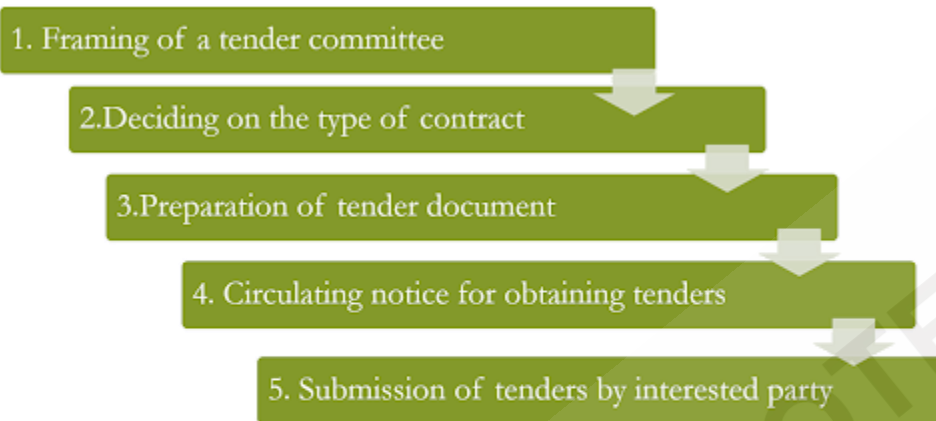 1. Framing of a tender committee
2.Deciding on the type of contract
3.Preparation of tender document
4. Circulating notice for obtaining tenders
5. Submission of tenders by interested party